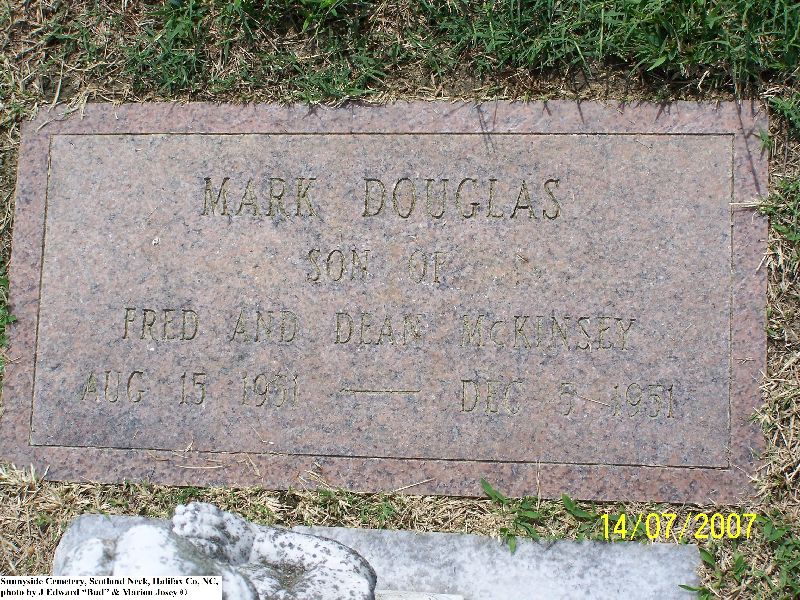 MARK DOUGLAS
SON OF
FRED AND DEAN McKINSEY
AUG 15 1951 — DEC 5 1951
14/07/2007
Sunnyside Cemetery, Scotland Neck, Halifax Co, NC,
photo by J Edward "Bud" & Marion Josey ©